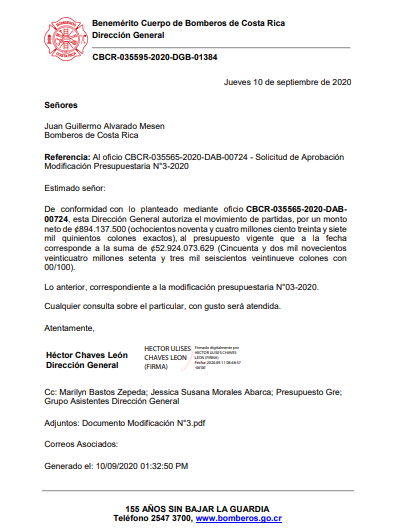 Benemérito Cuerpo de Bomberos de Costa Rica
Dirección General
CBCR-035595-2020-DGB-01384
Jueves 10 de septiembre de 2020
Señores
Juan Guillermo Alvarado Mesen
Bomberos de Costa Rica
Referencia: Al oficio CBCR-035565-2020-DAB-00724 - Solicitud de Aprobación
Modificación Presupuestaria N°3-2020
Estimado señor:
De conformidad con lo planteado mediante oficio CBCR-035565-2020-DAB-
00724, esta Dirección General autoriza el movimiento de partidas, por un monto
neto de ¢894.137.500 (ochocientos noventa y cuatro millones ciento treinta y siete
mil quinientos colones exactos), al presupuesto vigente que a la fecha
corresponde a la suma de ¢52.924.073.629 (Cincuenta y dos mil novecientos
veinticuatro millones setenta y tres mil seiscientos veintinueve colones con
00/100).
Lo anterior, correspondiente a la modificación presupuestaria N°03-2020.
Cualquier consulta sobre el particular, con gusto será atendida.
Atentamente,
Héctor Chaves León
Dirección General
HECTOR ULISES
CHAVES LEON
(FIRMA)
Firmado digitalmente por
HECTOR ULISES CHAVES
LEON (FIRMA)
Cc: Marilyn Bastos Zepeda; Jessica Susana Morales Abarca; Presupuesto Gre;
Grupo Asistentes Dirección General
Adjuntos: Documento Modificación N°3.pdf
Correos Asociados:
Generado el: 10/09/2020 01:32:50 PM
155 AÑOS SIN BAJAR LA GUARDIA
Teléfono 2547 3700, www.bomberos.go.cr